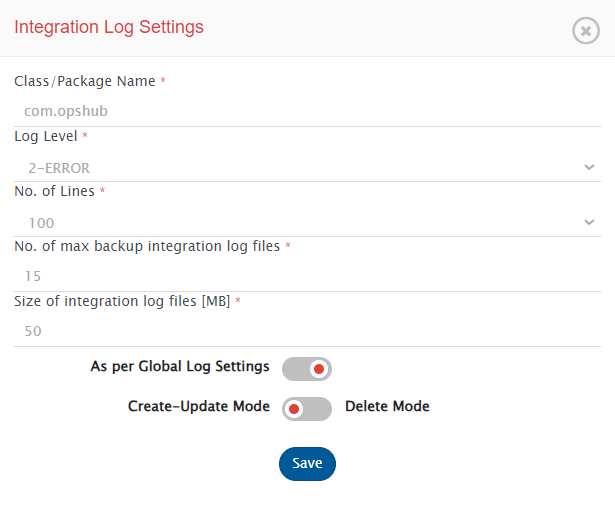 Integration Log Settings
Class/Package Name *
com.opshub
Log Level *
2-ERROR
No. of Lines *
100
No. of max backup integration log files *
15
Size of integration log files [MB] *
50
As per Global Log Settings
Create-Update Mode Delete Mode
Save